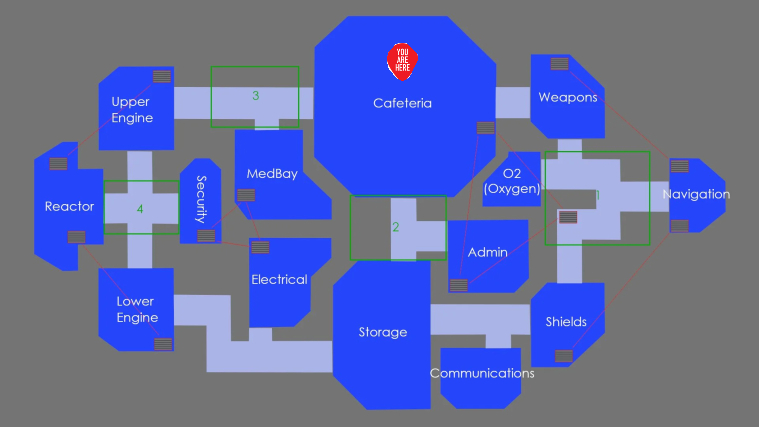 YOU
ARE
HERE
Cafeteria
Upper
Engine
3
Weapons
MedBay
O2
(Oxygen)
1
Navigation
Reactor
4
Security
2
Admin
Electrical
Lower
Engine
Storage
Shields
Communications